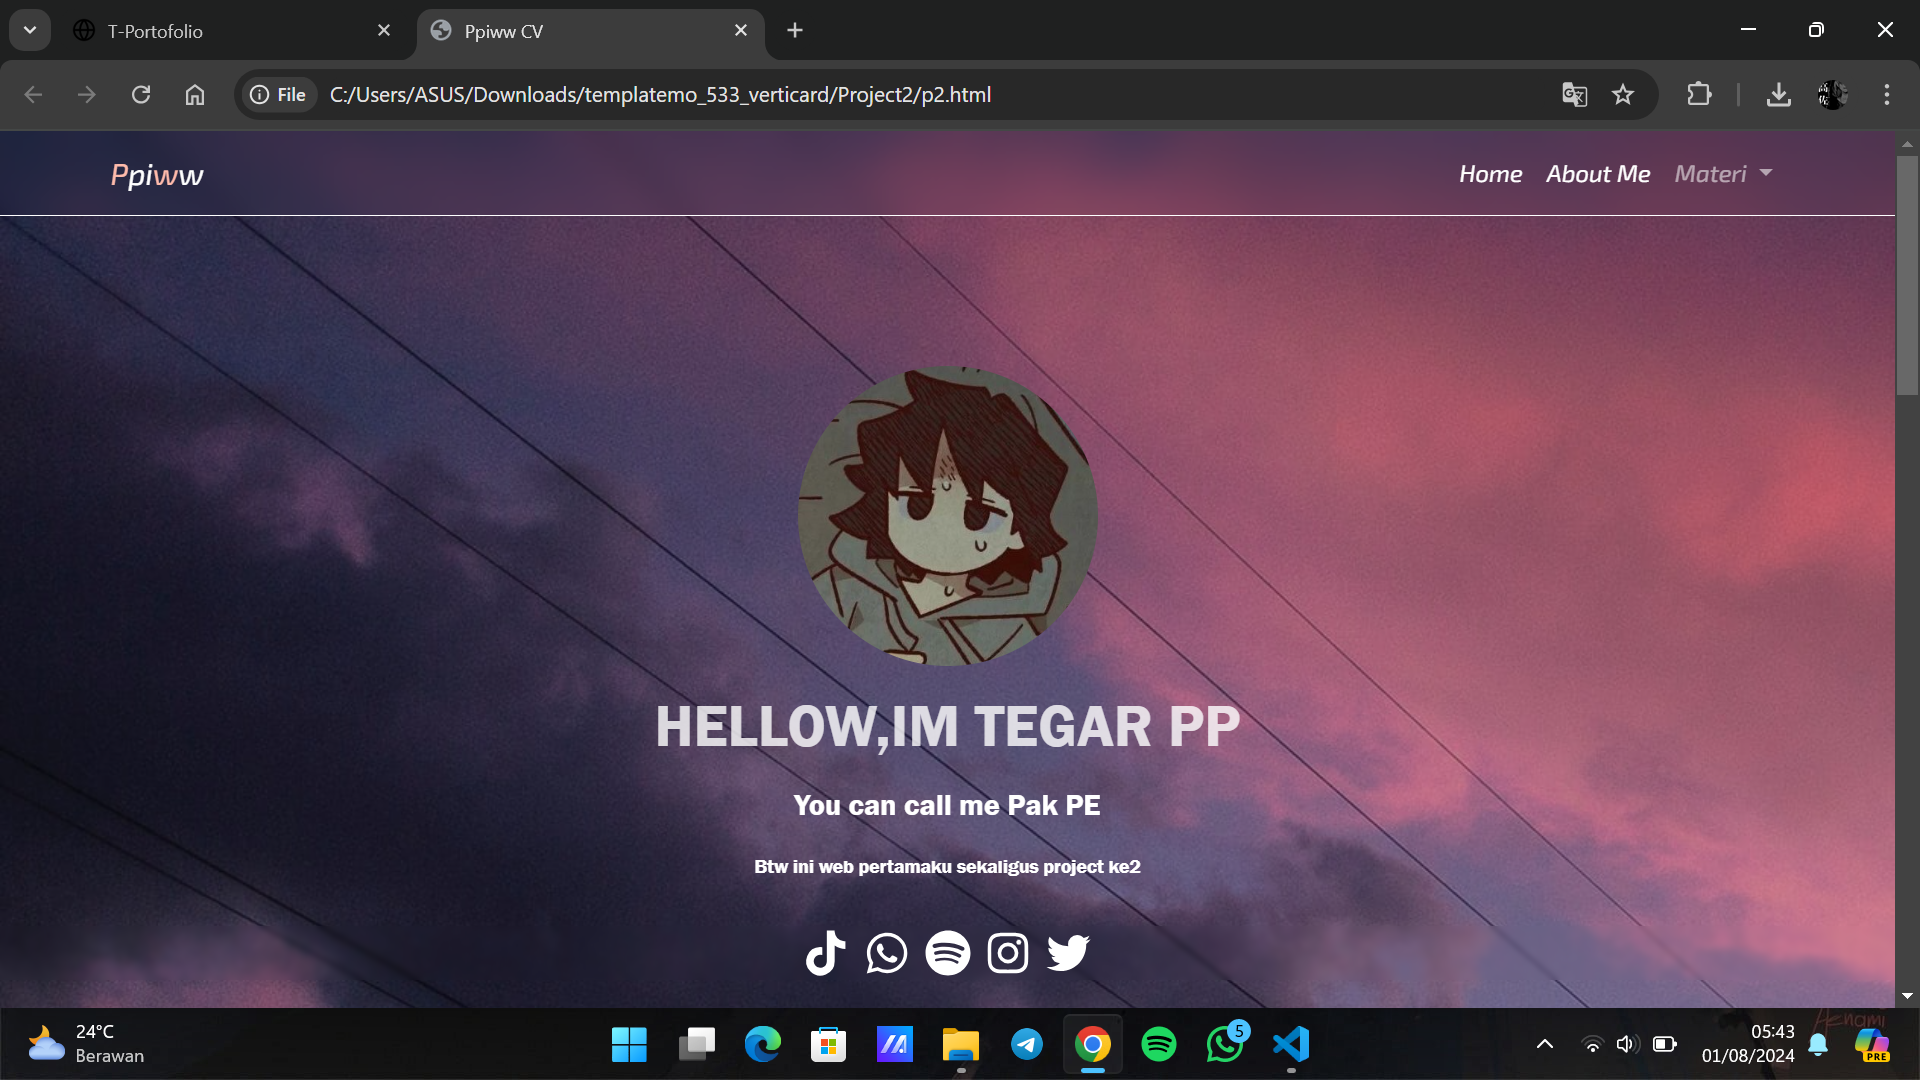 T-Portofolio
Ppiww CV
File
C:/Users/ASUS/Downloads/templatemo_533_verticard/Project2/p2.html
Ppiww
Home
About Me
Materi
HELLOW,IM TEGAR PP
You can call me Pak PE
Btw ini web pertamaku sekaligus project ke2
24°C
Berawan
5
05:43
01/08/2024
PRE
Aenami